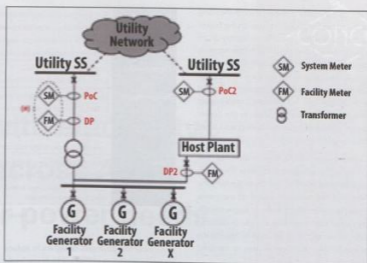 Utility
Network
Utility SS
Utility SS
SM
PoC
(#)
FM
DP
SM
PoC2
SM
System Meter
FM
Facility Meter
Transformer
Host Plant
DP2
FM
G
G
G
Facility
Generator
1
Facility
Generator
2
Facility
Generator
X